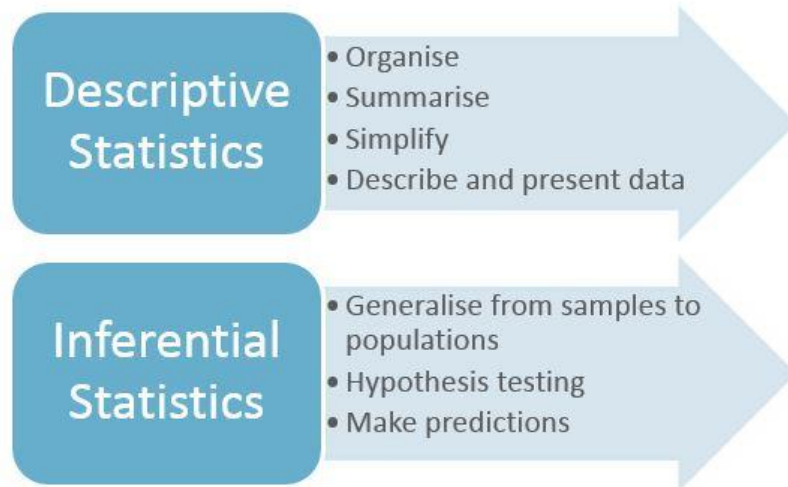 Descriptive
Statistics
• Organise
• Summarise
• Simplify
• Describe and present data
Inferential
Statistics
• Generalise from samples to
populations
• Hypothesis testing
• Make predictions